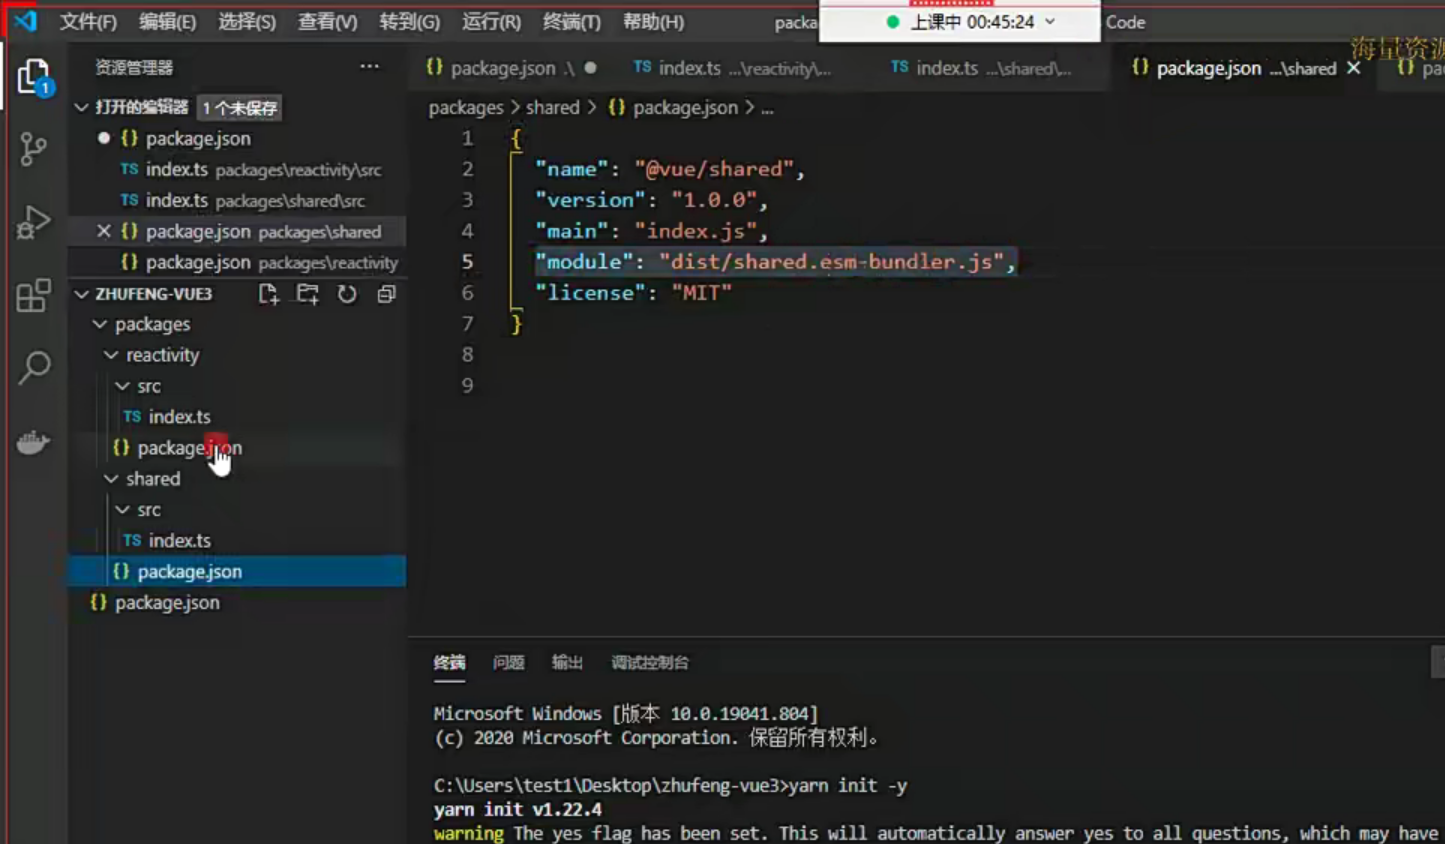 文件(F) 编辑(E) 选择(S) 查看(V) 转到(G) 运行(R) 终端(T) 帮助(H) packa 上课中 00:45:24 Code
海量资源
资源管理器 ...
{} package.json .\ TS index.ts ...\reactivity\... TS index.ts ...\shared\... {} package.json ...\shared {} pa
打开的编辑器 1 个未保存
{} package.json
TS index.ts packages\reactivity\src
TS index.ts packages\shared\src
{} package.json packages\shared
{} package.json packages\reactivity
ZHUFENG-VUE3
packages
reactivity
src
TS index.ts
{} package.json
shared
src
TS index.ts
{} package.json
{} package.json
1
packages > shared > {} package.json > ...
1 {
2 "name": "@vue/shared",
3 "version": "1.0.0",
4 "main": "index.js",
5 "module": "dist/shared.esm-bundler.js",
6 "license": "MIT"
7 }
8
9
终端 问题 输出 调试控制台
Microsoft Windows [版本 10.0.19041.804]
(c) 2020 Microsoft Corporation. 保留所有权利。
C:\Users\test1\Desktop\zhufeng-vue3>yarn init -y
yarn init v1.22.4
warning The yes flag has been set. This will automatically answer yes to all questions, which may have